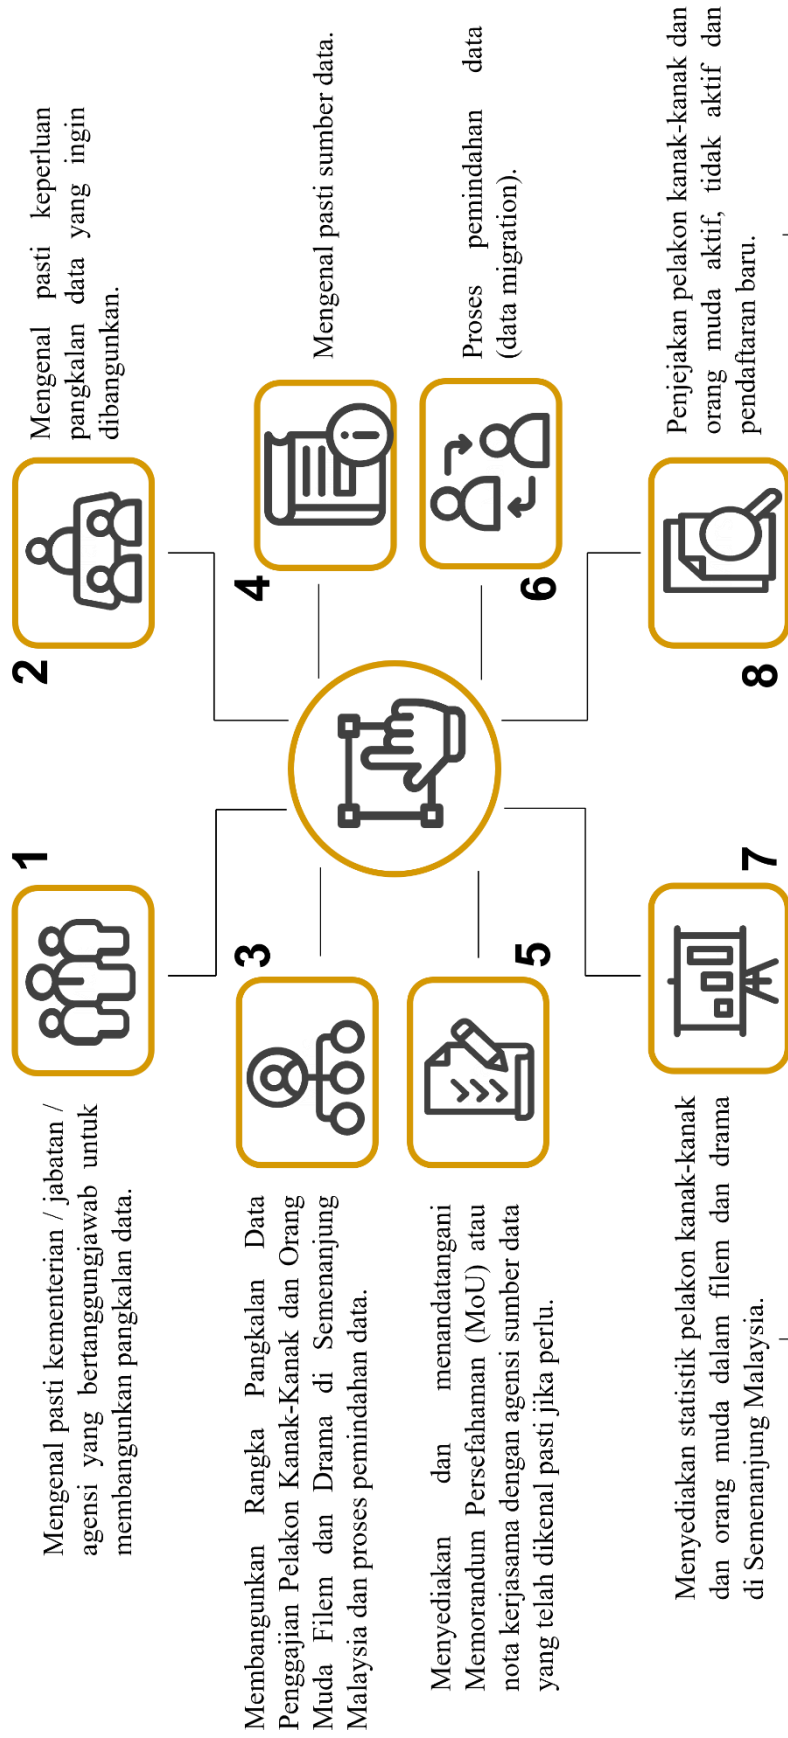 1
Mengenal pasti kementerian / jabatan /
agensi yang bertanggungjawab untuk
membangunkan pangkalan data.
2
Mengenal pasti keperluan
pangkalan data yang ingin
dibangunkan.
3
Membangunkan Rangka Pangkalan Data
Penggajian Pelakon Kanak-Kanak dan Orang
Muda Filem dan Drama di Semenanjung
Malaysia dan proses pemindahan data.
4
Mengenal pasti sumber data.
5
Menyediakan dan menandatangani
Memorandum Persefahaman (MoU) atau
nota kerjasama dengan agensi sumber data
yang telah dikenal pasti jika perlu.
6
Proses pemindahan data
(data migration).
7
Menyediakan statistik pelakon kanak-kanak
dan orang muda dalam filem dan drama
di Semenanjung Malaysia.
8
Penjejakan pelakon kanak-kanak dan
orang muda aktif, tidak aktif dan
pendaftaran baru.